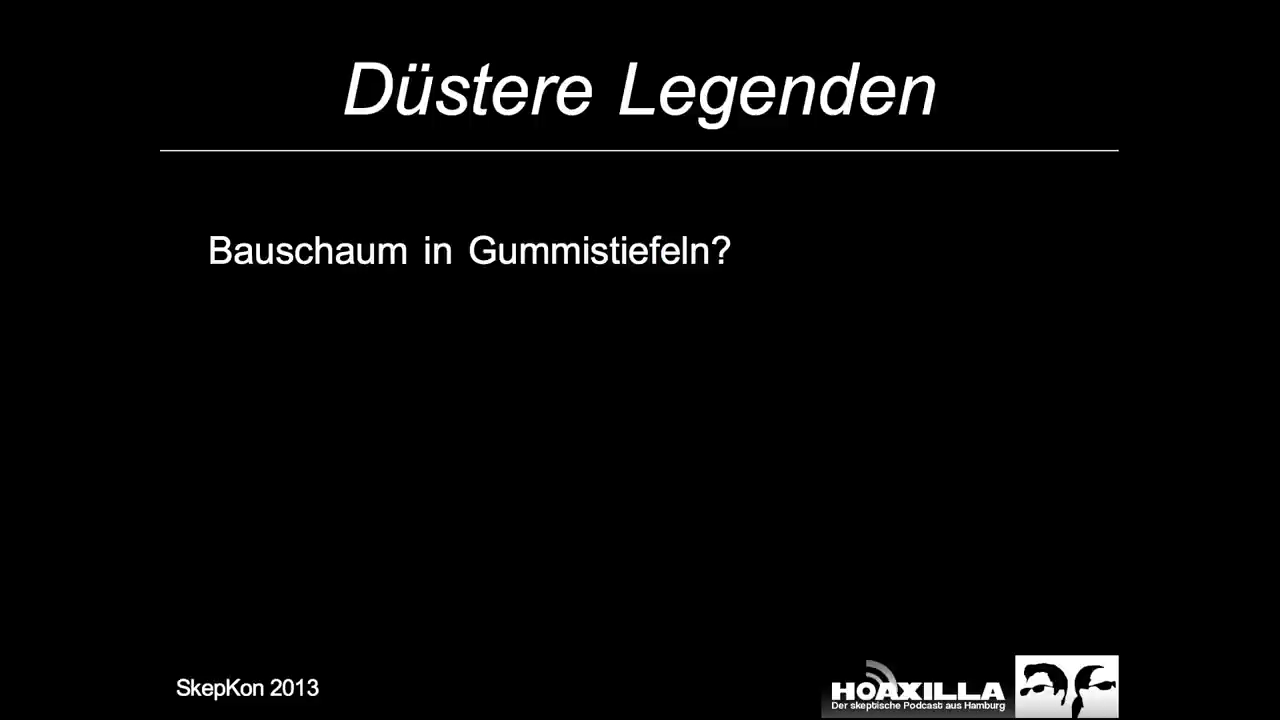 Düstere Legenden
Bauschaum in Gummistiefeln?
SkepKon 2013
HOAXILLA
Der skeptische Podcast aus Hamburg